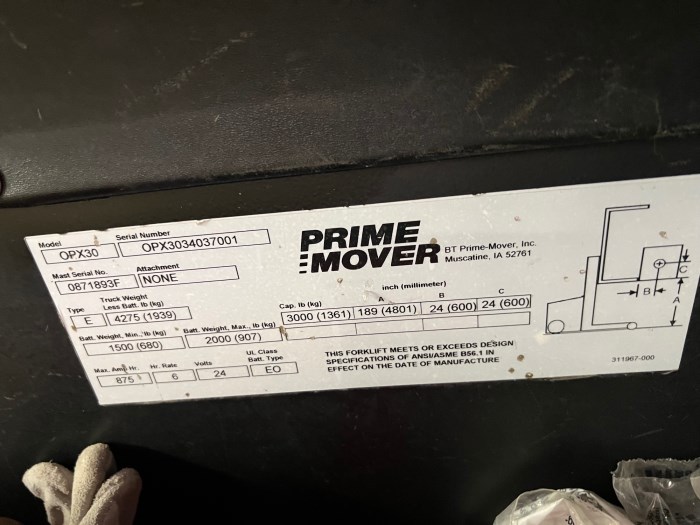 Model Serial Number
OPX30 OPX3034037001
Mast Serial No. Attachment
0871893F NONE
Type Truck Weight Less Batt. lb (kg)
E 4275 (1939)
Batt. Weight, Min., lb (kg) Batt. Weight, Max., lb (kg)
1500 (680) 2000 (907)
Max. Amp Hr. Hr. Rate Volts UL Class Batt. Type
875 6 24 EO
PRIME
MOVER
BT Prime-Mover, Inc.
Muscatine, IA 52761
inch (millimeter)
Cap. lb (kg) A B C
3000 (1361) 189 (4801) 24 (600) 24 (600)
THIS FORKLIFT MEETS OR EXCEEDS DESIGN
SPECIFICATIONS OF ANSI/ASME B56.1 IN
EFFECT ON THE DATE OF MANUFACTURE
C
B
A
311967-000